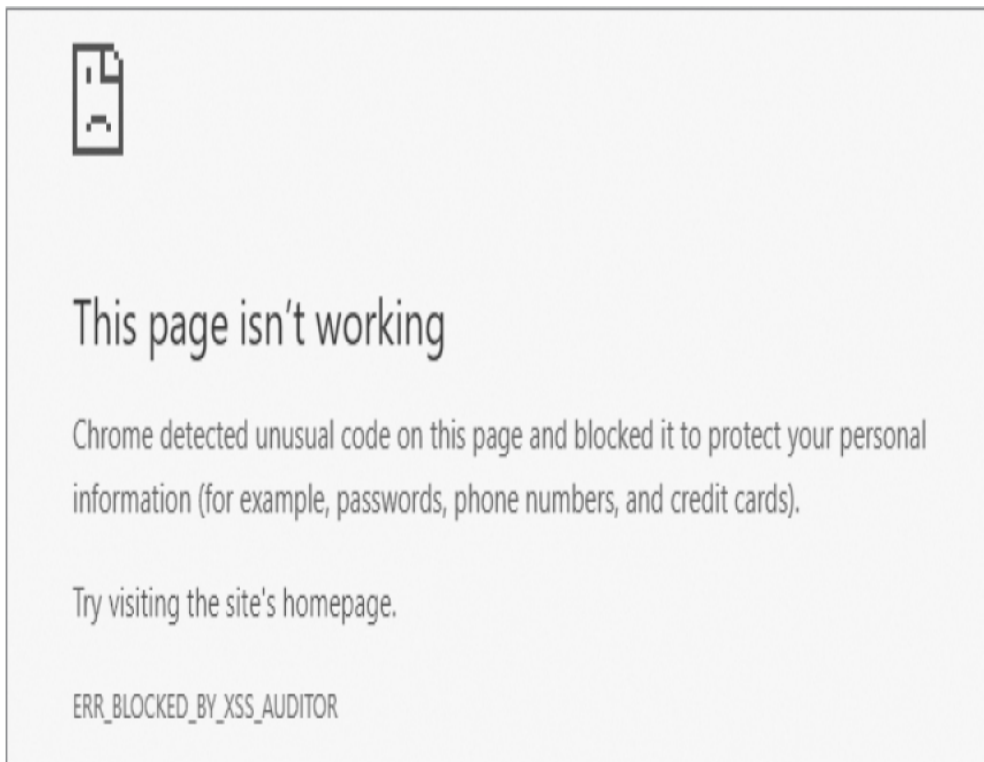 This page isn’t working
Chrome detected unusual code on this page and blocked it to protect your personal
information (for example, passwords, phone numbers, and credit cards).
Try visiting the site's homepage.
ERR_BLOCKED_BY_XSS_AUDITOR